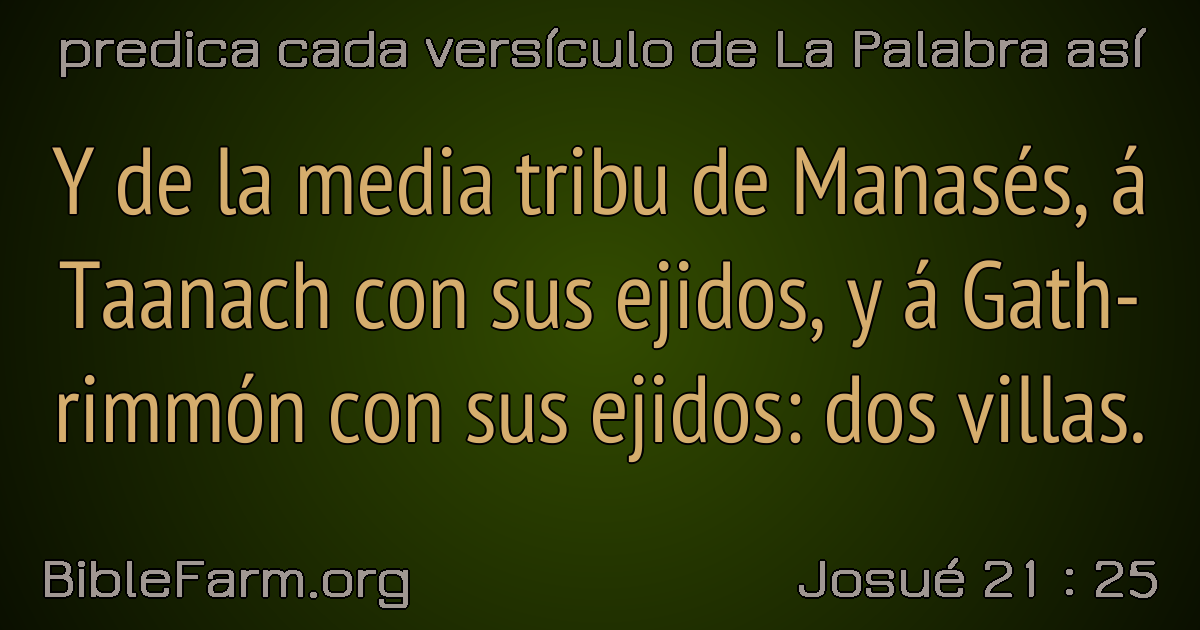 predica cada versículo de La Palabra así
Y de la media tribu de Manasés, á
Taanach con sus ejidos, y á Gath-
rimmón con sus ejidos: dos villas.
BibleFarm.org
Josué 21 : 25